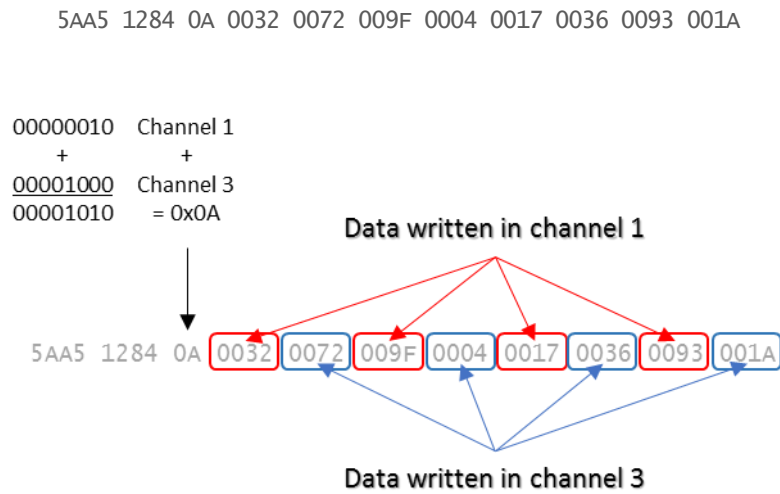 5AA5 1284 0A 0032 0072 009F 0004 0017 0036 0093 001A
00000010 Channel 1
+ +
00001000 Channel 3
00001010 = 0x0A
Data written in channel 1
5AA5 1284 0A 0032 0072 009F 0004 0017 0036 0093 001A
Data written in channel 3